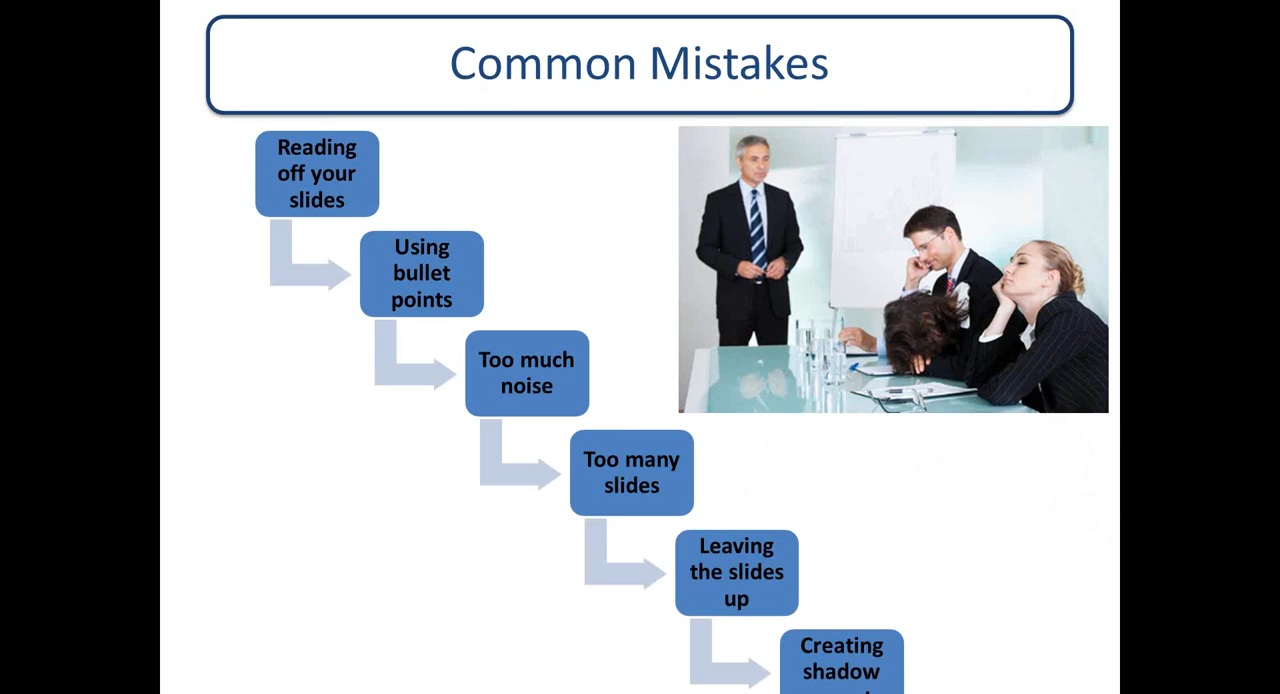 Common Mistakes
Reading
off your
slides
Using
bullet
points
Too much
noise
Too many
slides
Leaving
the slides
up
Creating
shadow